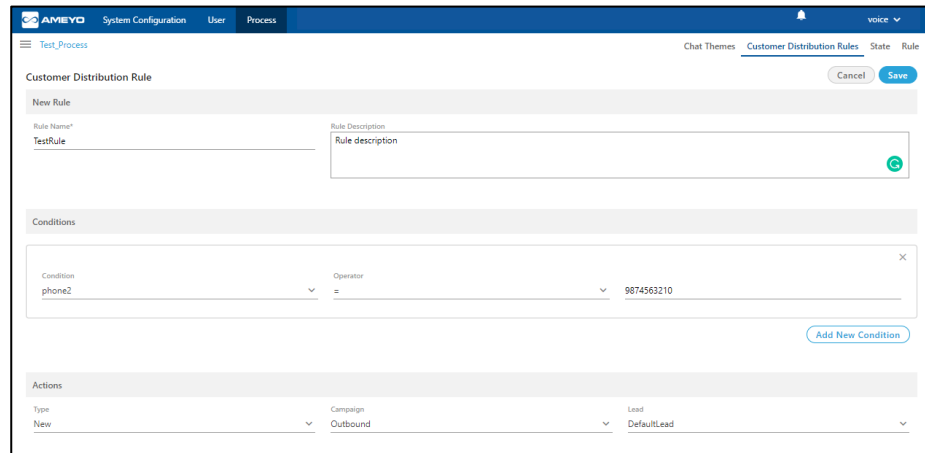 AMEYO System Configuration User Process voice
Test_Process Chat Themes Customer Distribution Rules State Rule
Customer Distribution Rule Cancel Save
New Rule
Rule Name* Rule Description
TestRule Rule description
G
Conditions
Condition Operator
phone2 = 9874563210
Add New Condition
Actions
Type Campaign Lead
New Outbound DefaultLead